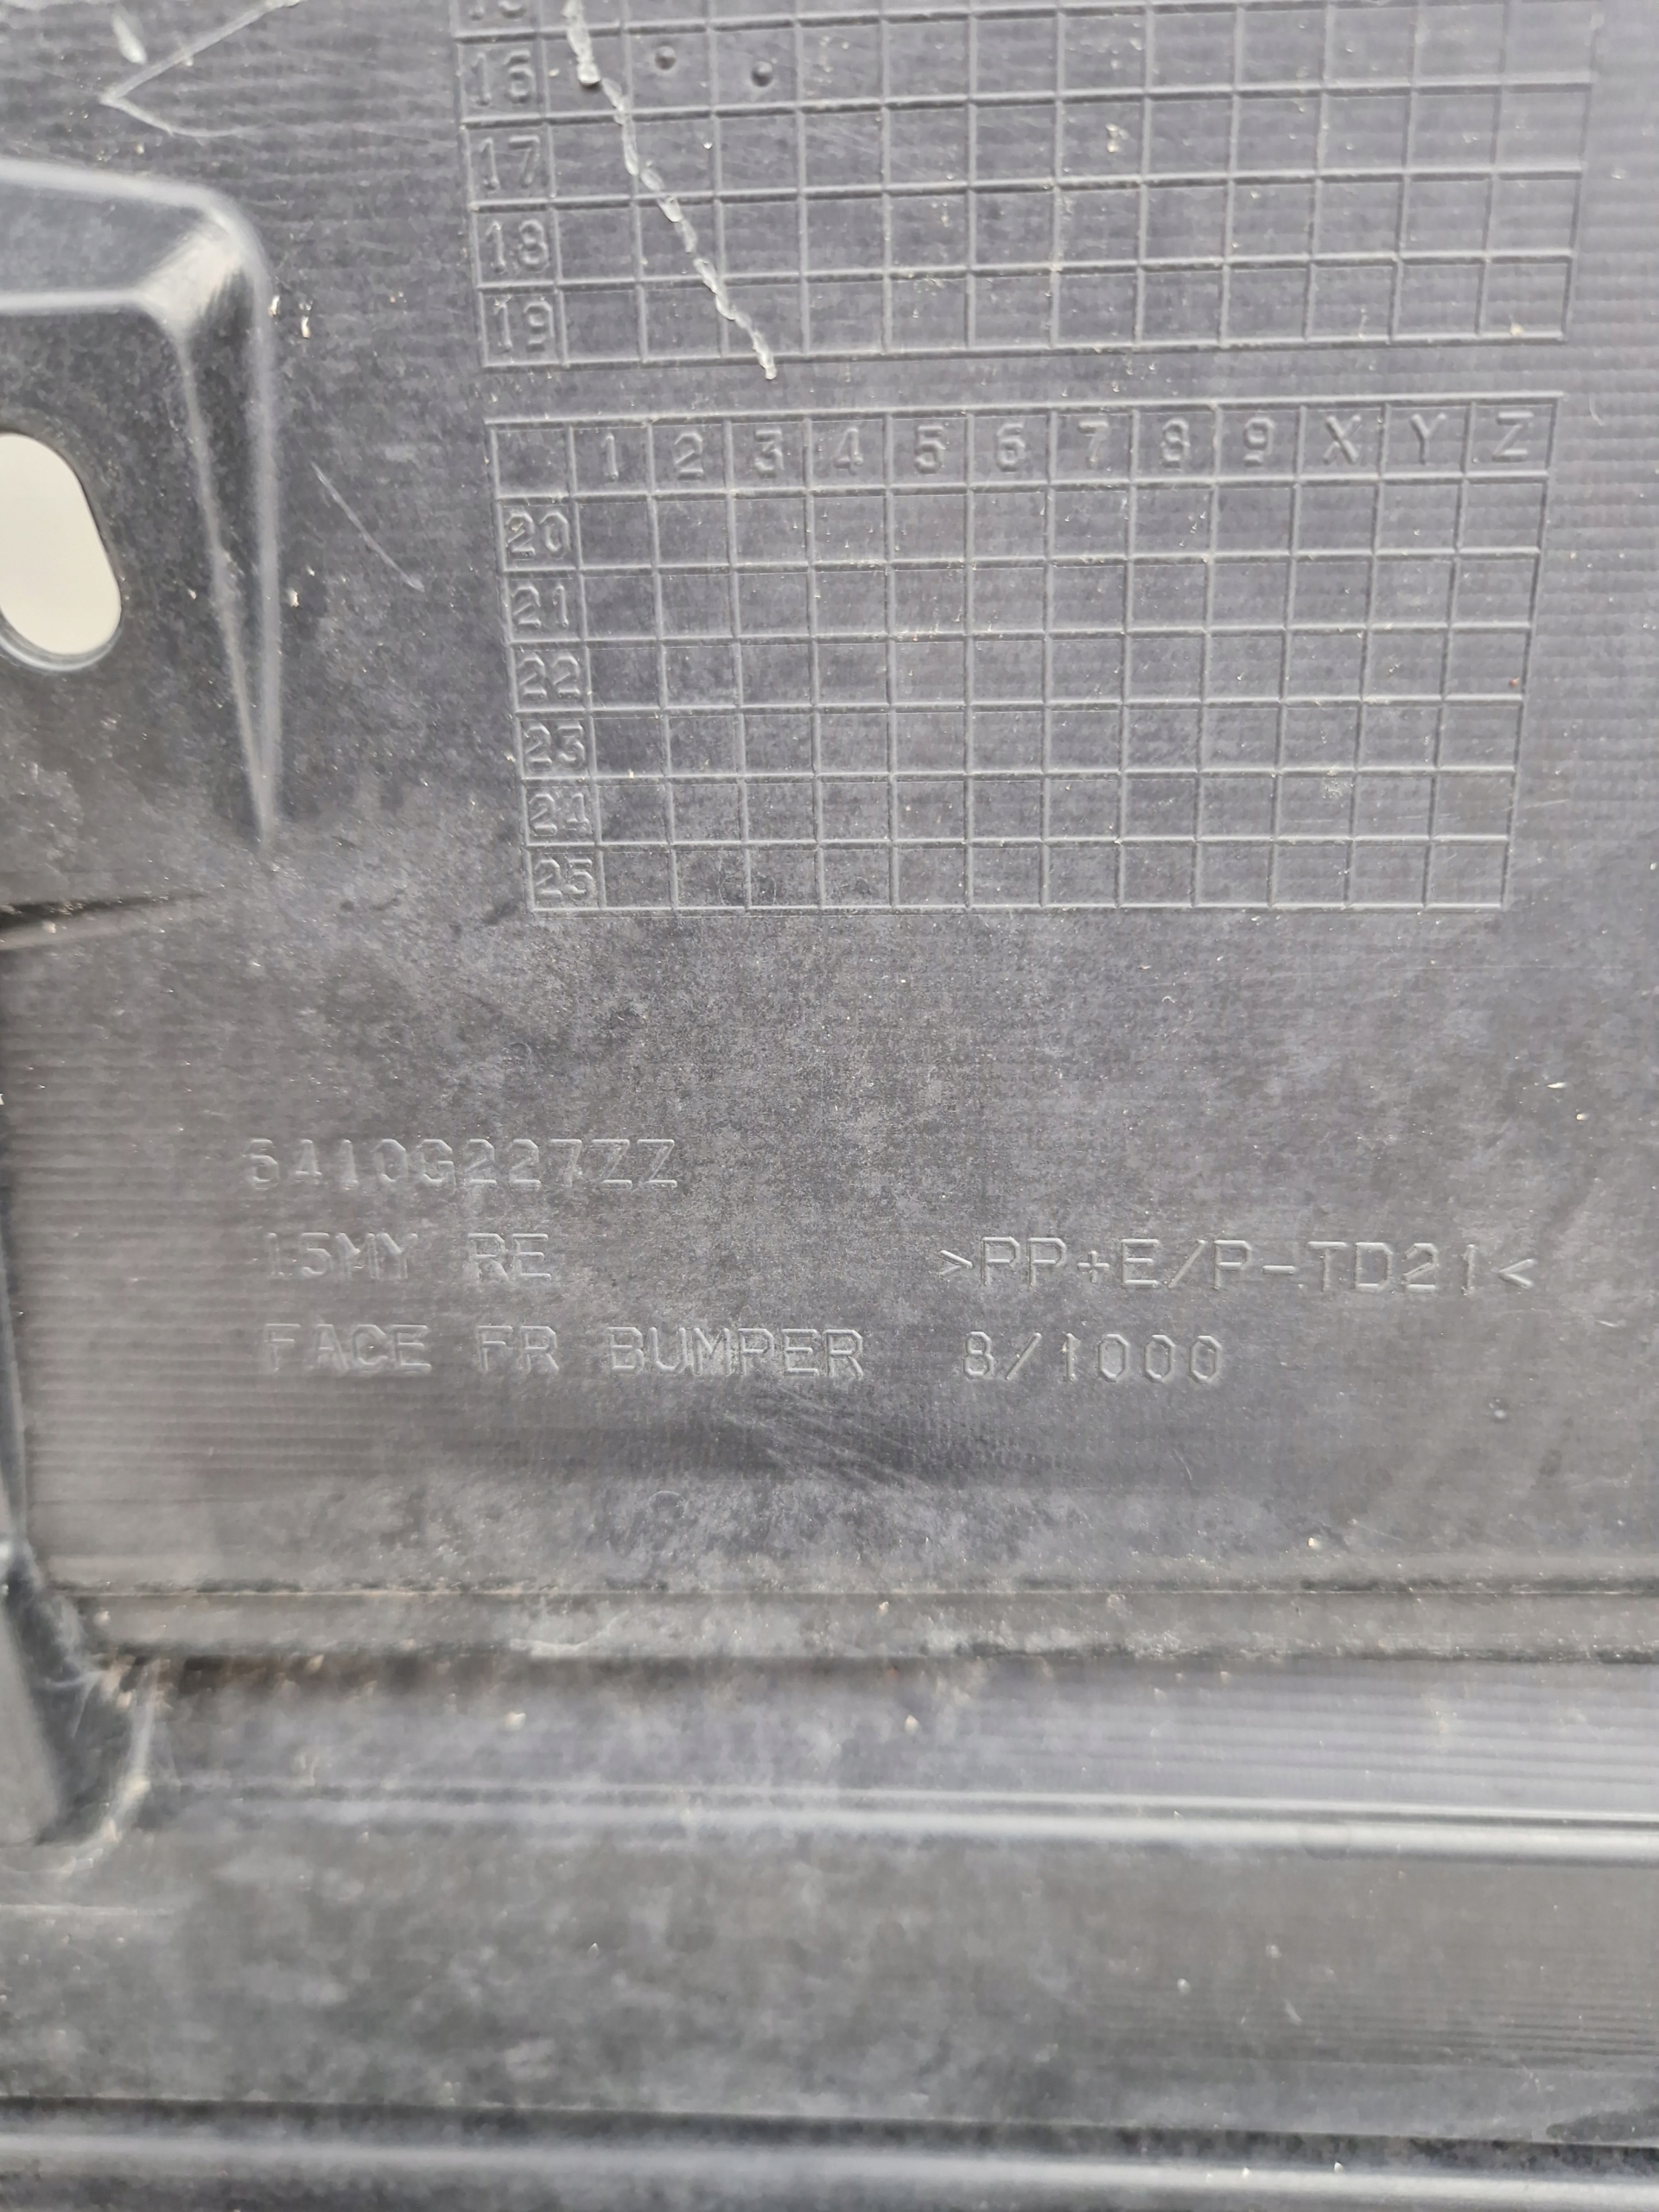 16
17
18
19
1 2 3 4 5 6 7 8 9 X Y Z
20
21
22
23
24
25
5410G227ZZ
15MY RE >PP+E/P-TD21<
FACE FR BUMPER 8/1000